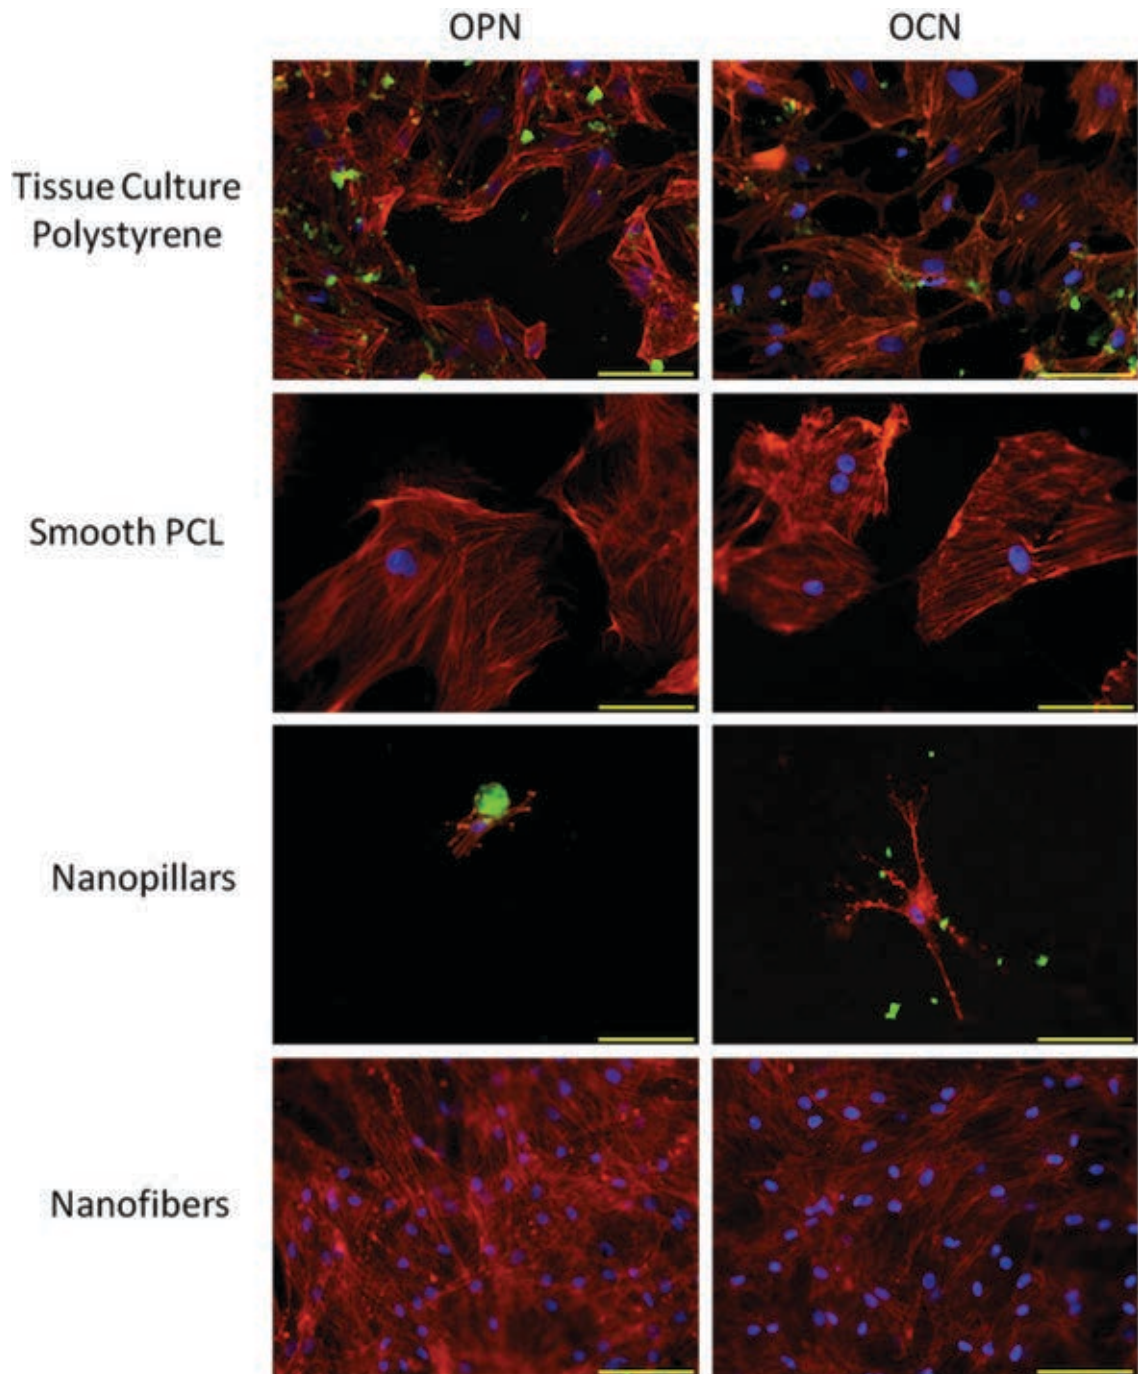 OPN
OCN
Tissue Culture
Polystyrene
Smooth PCL
Nanopillars
Nanofibers